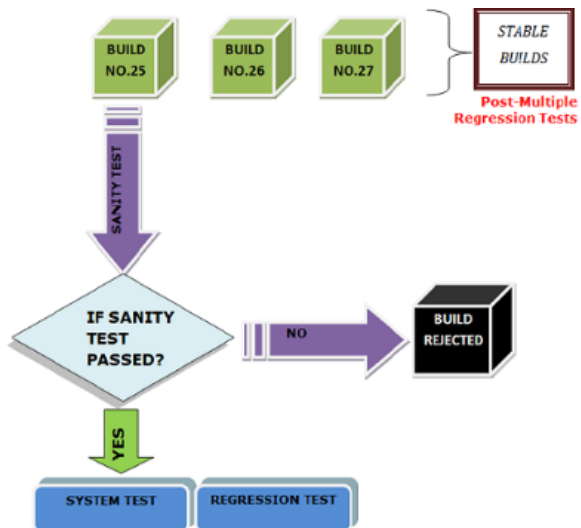 BUILD
NO.25
BUILD
NO.26
BUILD
NO.27
STABLE
BUILDS
Post-Multiple
Regression Tests
SANITY TEST
IF SANITY
TEST
PASSED?
NO
BUILD
REJECTED
YES
SYSTEM TEST
REGRESSION TEST